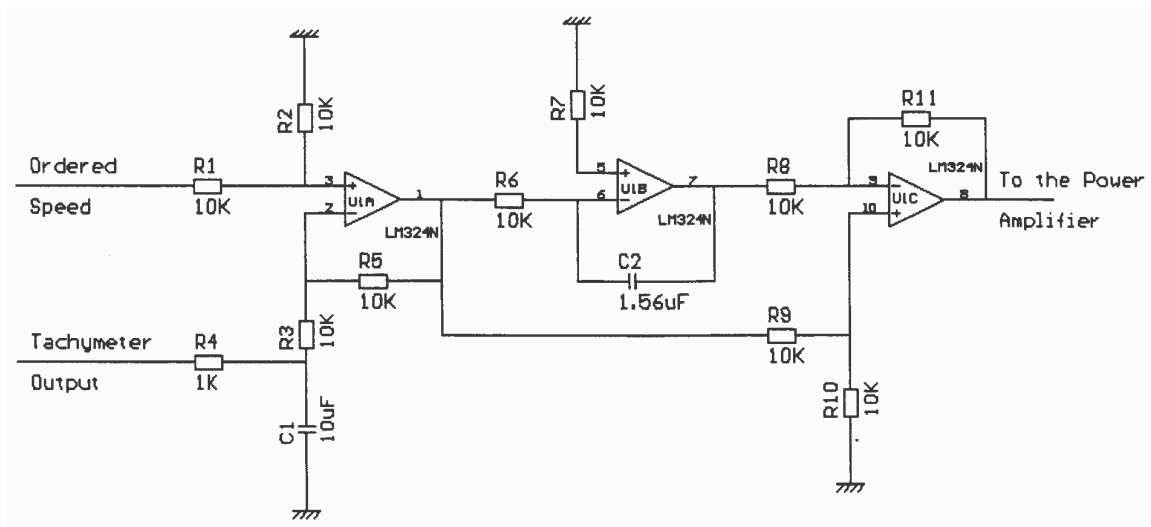 R2
10K
R7
10K
R11
10K
Ordered
Speed
R1
10K
3
2
+
-
U1A
1
LM324N
R6
10K
5
6
+
-
U1B
7
LM324N
R8
10K
9
10
-
+
U1C
8
LM324N
To the Power
Amplifier
R5
10K
C2
1.56uF
Tachymeter
Output
R4
1K
R3
10K
R9
10K
C1
10uF
R10
10K